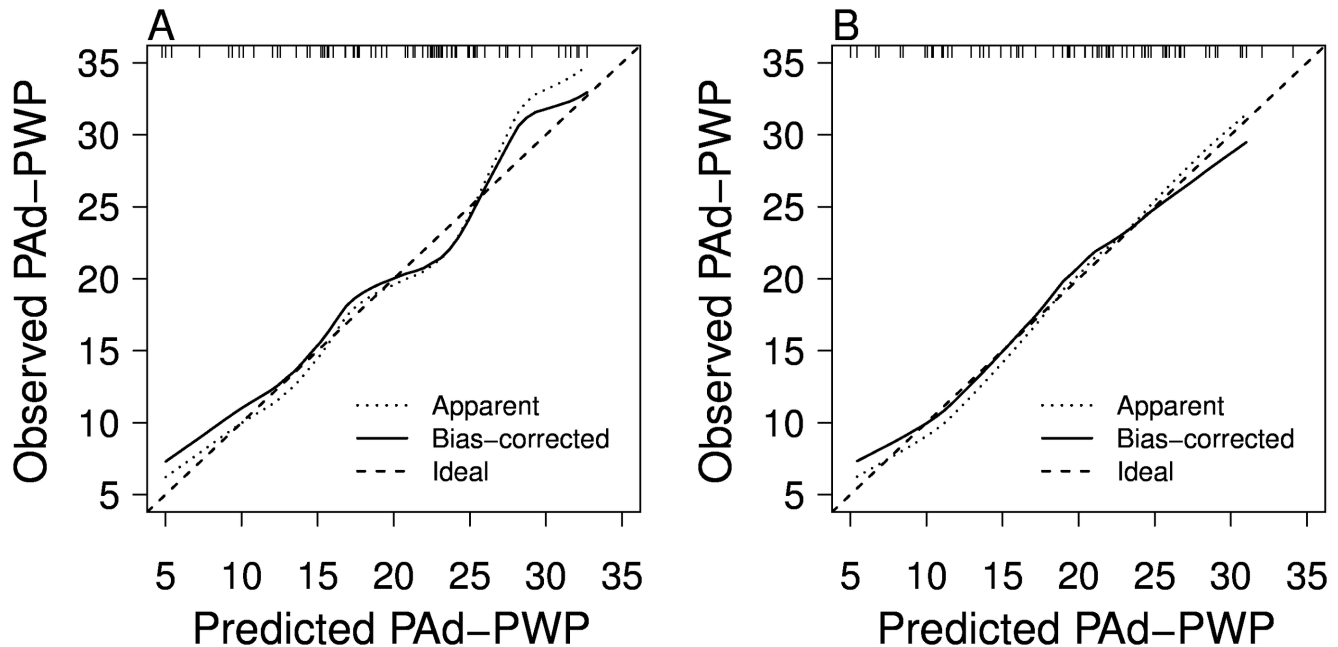 A
Observed PAd−PWP
35
30
25
20
15
10
5
Apparent
Bias−corrected
Ideal
5 10 15 20 25 30 35
Predicted PAd−PWP
B
Observed PAd−PWP
35
30
25
20
15
10
5
Apparent
Bias−corrected
Ideal
5 10 15 20 25 30 35
Predicted PAd−PWP